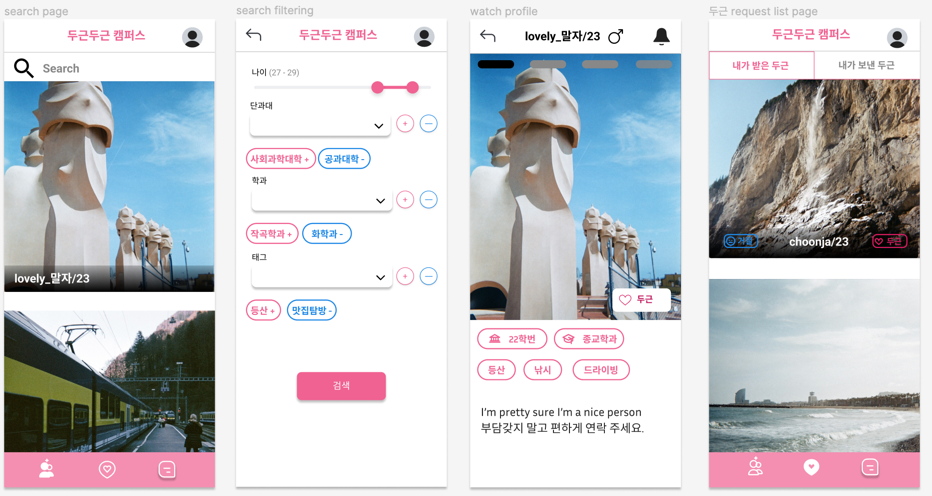 search page
두근두근 캠퍼스
Search
lovely_말자/23
search filtering
두근두근 캠퍼스
나이 (27 - 29)
단과대
+ −
사회과학대학 + 공과대학 -
학과
+ −
작곡학과 + 화학과 -
태그
+ −
등산 + 맛집탐방 -
검색
watch profile
lovely_말자/23
두근
22학번 종교학과
등산 낚시 드라이빙
I'm pretty sure I'm a nice person
부담갖지 말고 편하게 연락 주세요.
두근 request list page
두근두근 캠퍼스
내가 받은 두근 내가 보낸 두근
거절 choonja/23 두근